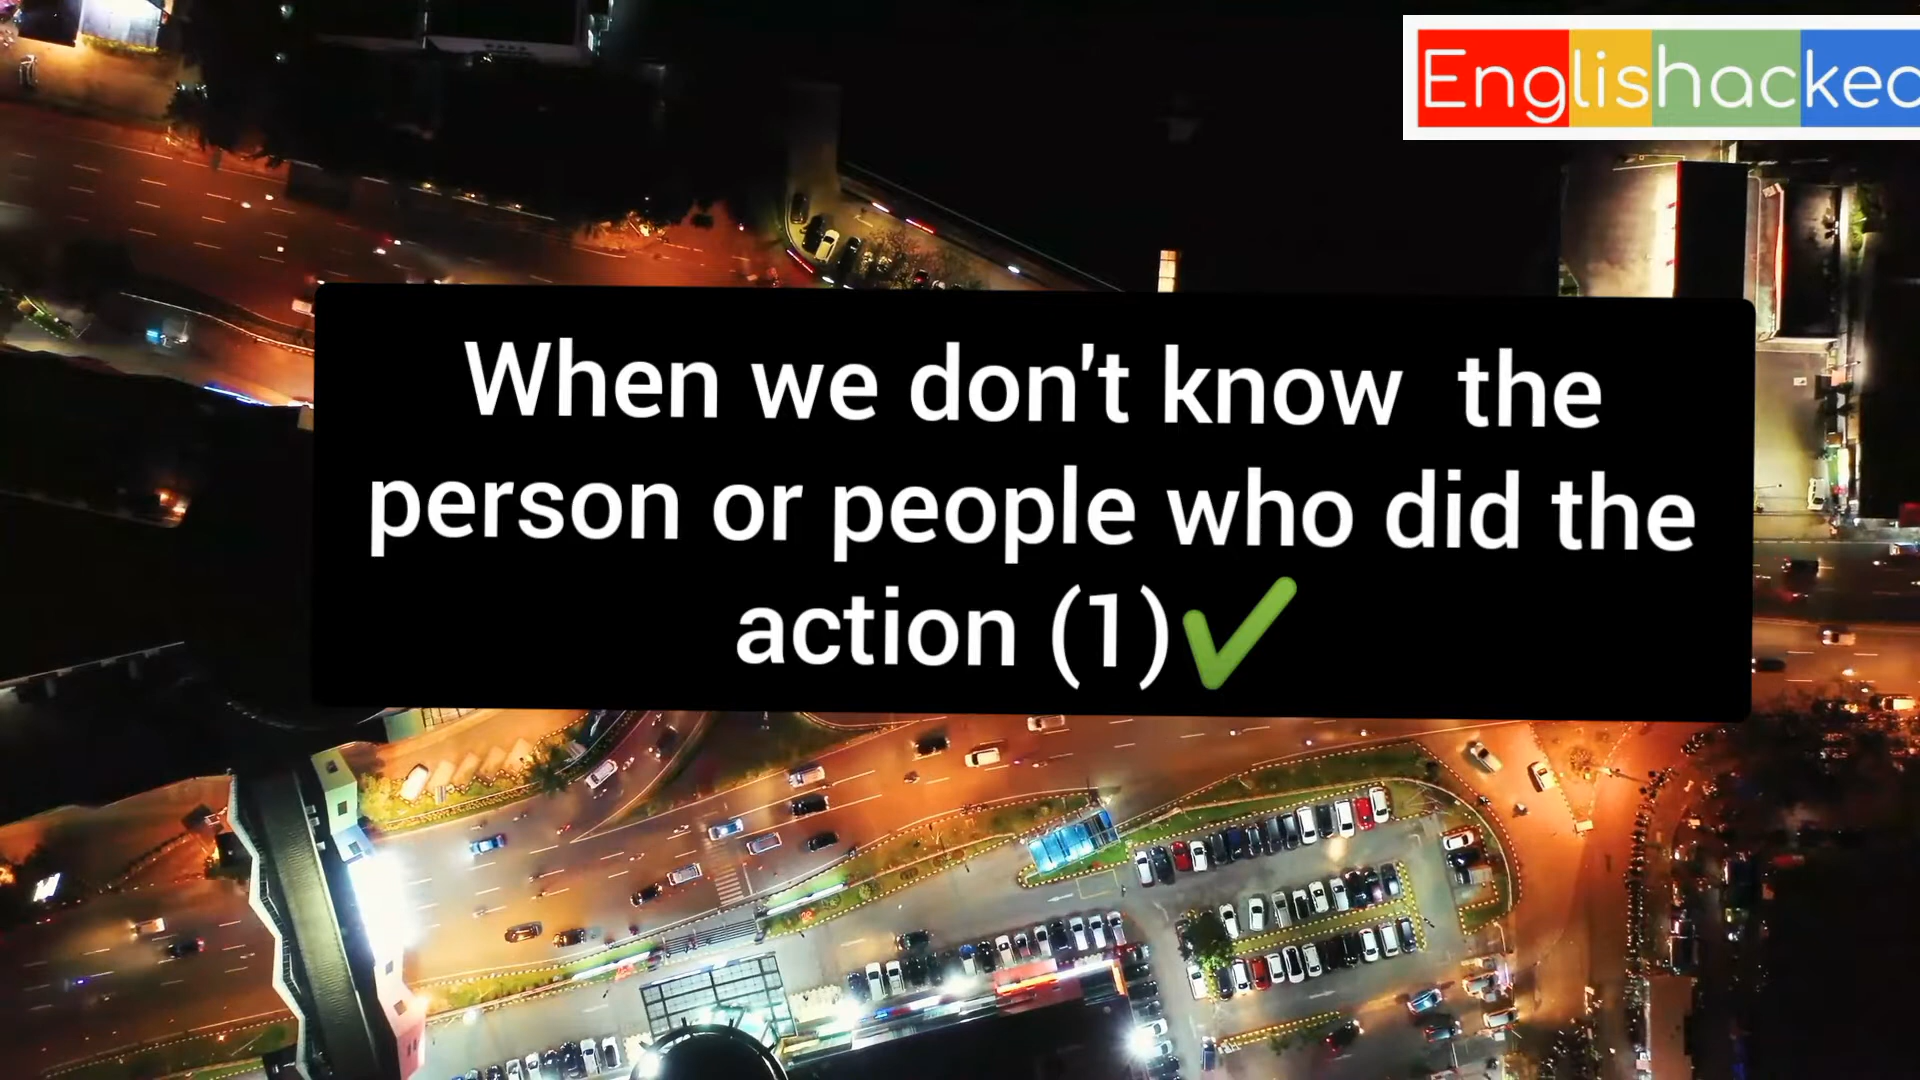 Englishacked
When we don't know  the
person or people who did the
action (1)✔